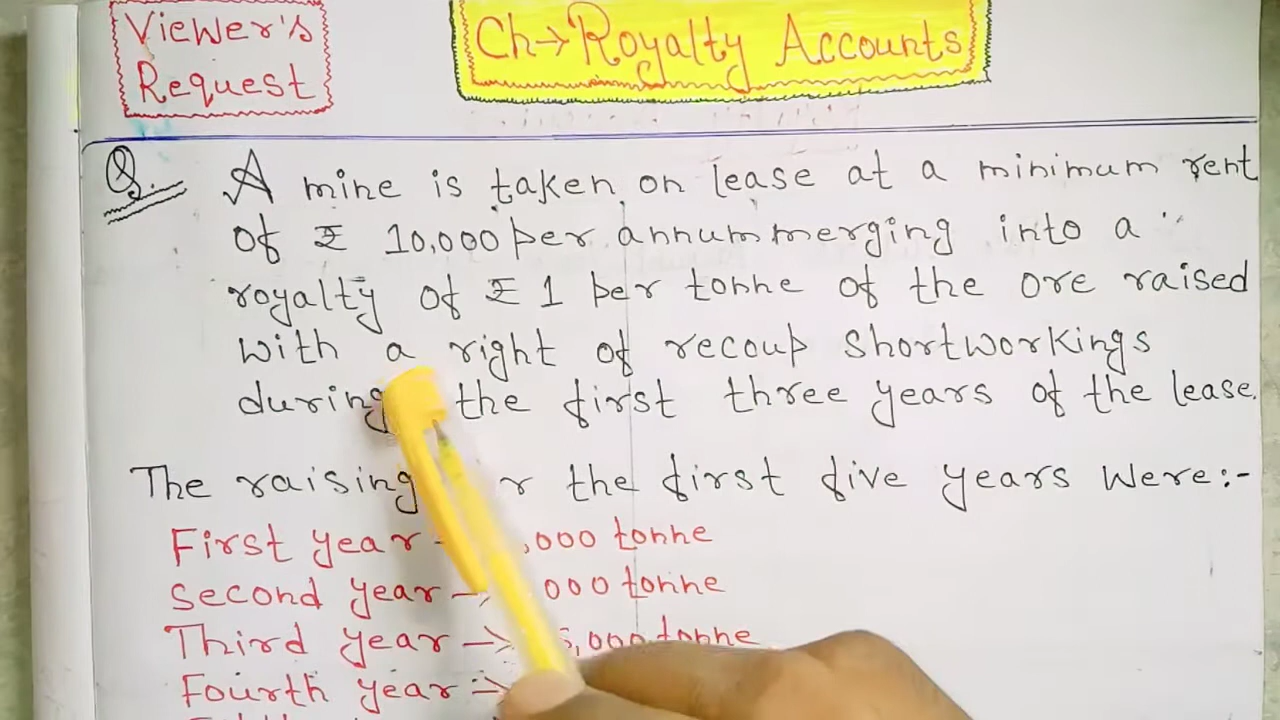 Viewer's
Request
Ch→Royalty Accounts
Q. A mine is taken on lease at a minimum rent
of ₹ 10,000 per annum merging into a
royalty of ₹ 1 per tonne of the ore raised
with a right of recoup shortworkings
during the first three years of the lease.
The raising the first five years were:-
First year ,000 tonne
Second year → 000 tonne
Third year → 5,000 tonne
Fourth year →